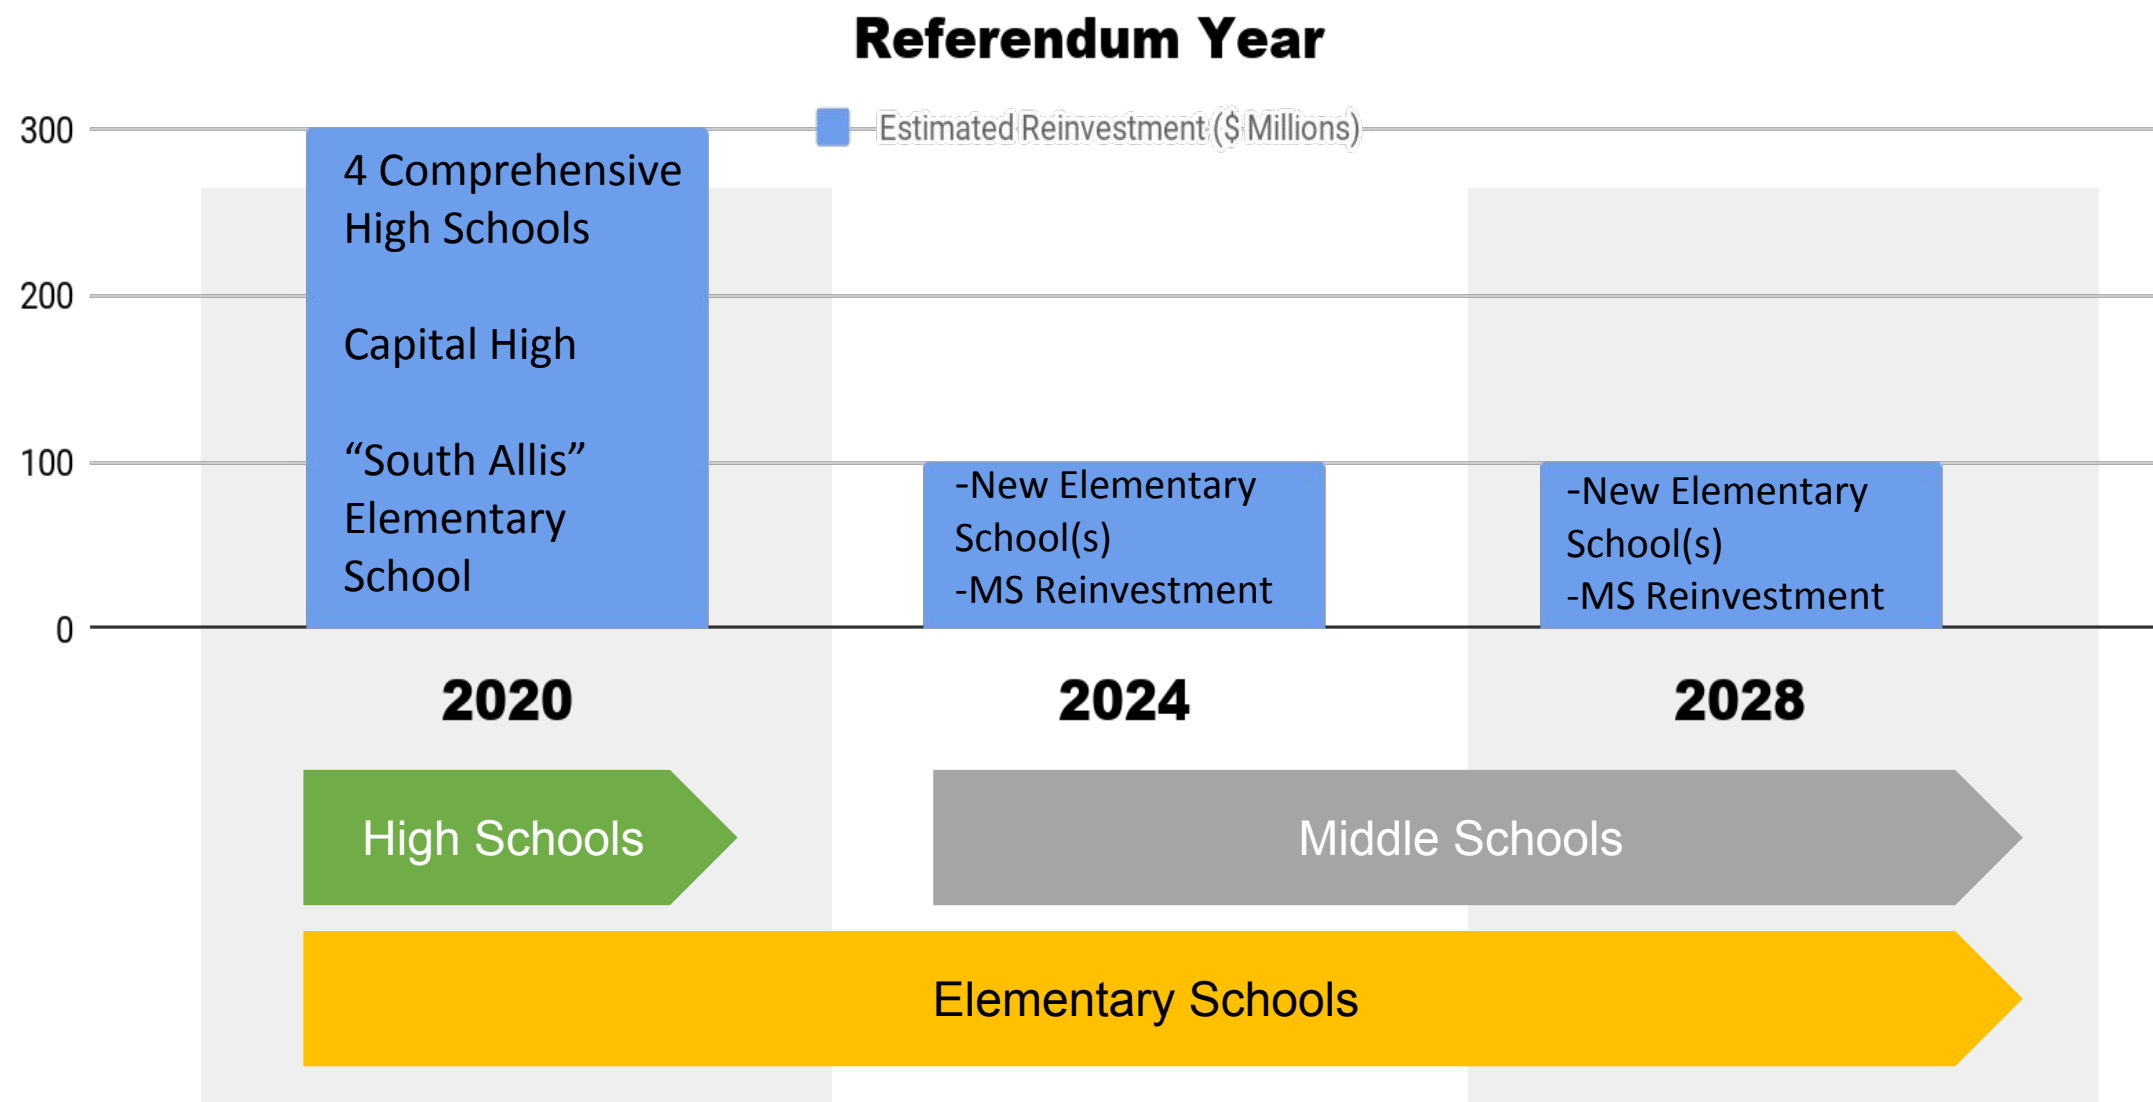 Referendum Year
Estimated Reinvestment ($ Millions)
300
200
100
0
4 Comprehensive
High Schools
Capital High
“South Allis”
Elementary
School
-New Elementary
School(s)
-MS Reinvestment
-New Elementary
School(s)
-MS Reinvestment
2020
2024
2028
High Schools
Middle Schools
Elementary Schools